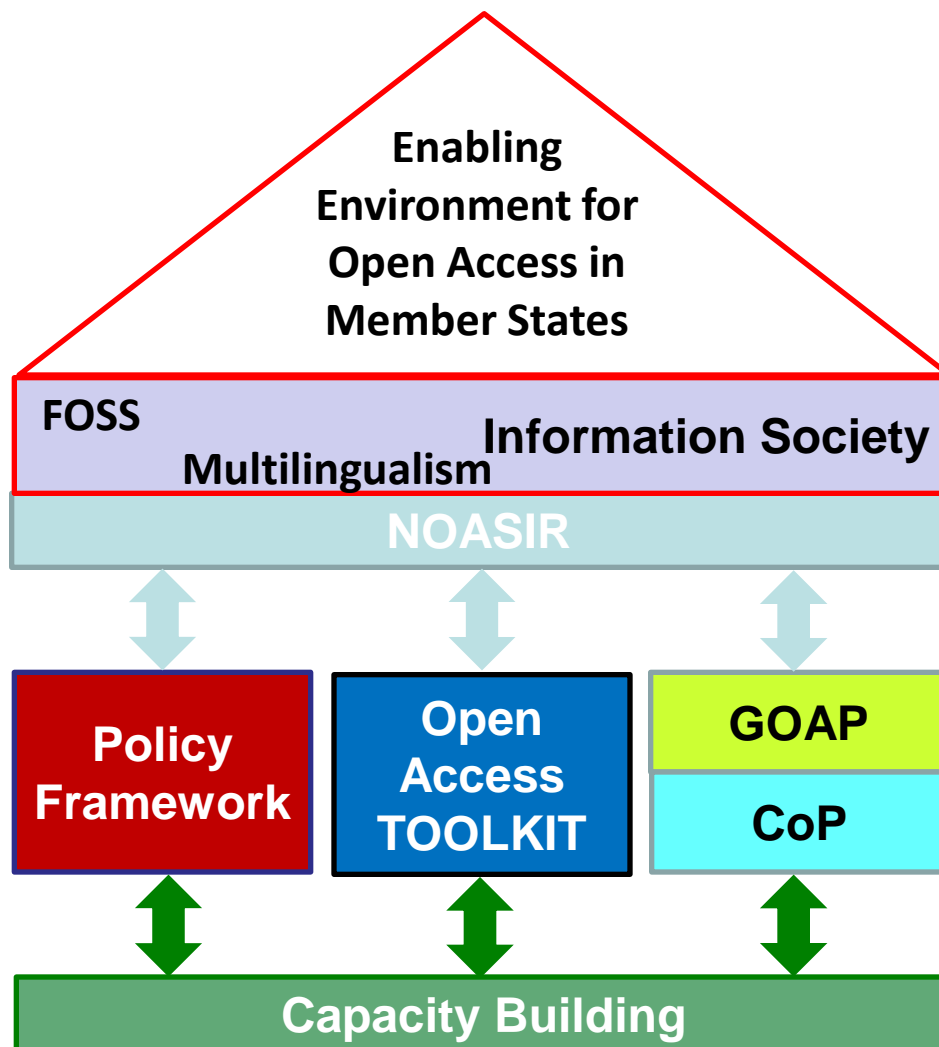 Enabling
Environment for
Open Access in
Member States
FOSS
Multilingualism
Information Society
NOASIR
Policy
Framework
Open
Access
TOOLKIT
GOAP
CoP
Capacity Building